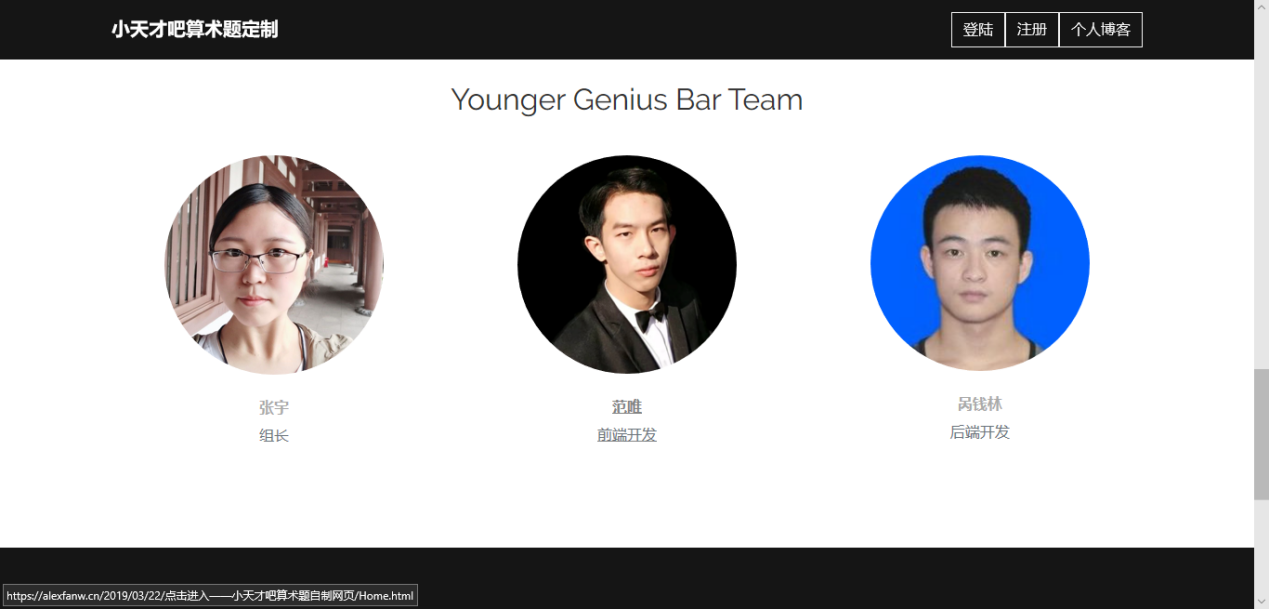 小天才吧算术题定制
登陆
注册
个人博客
Younger Genius Bar Team
张宇
范唯
呙钱林
组长
前端开发
后端开发
https://alexfanw.cn/2019/03/22/点击进入——小天才吧算术题自制网页/Home.html